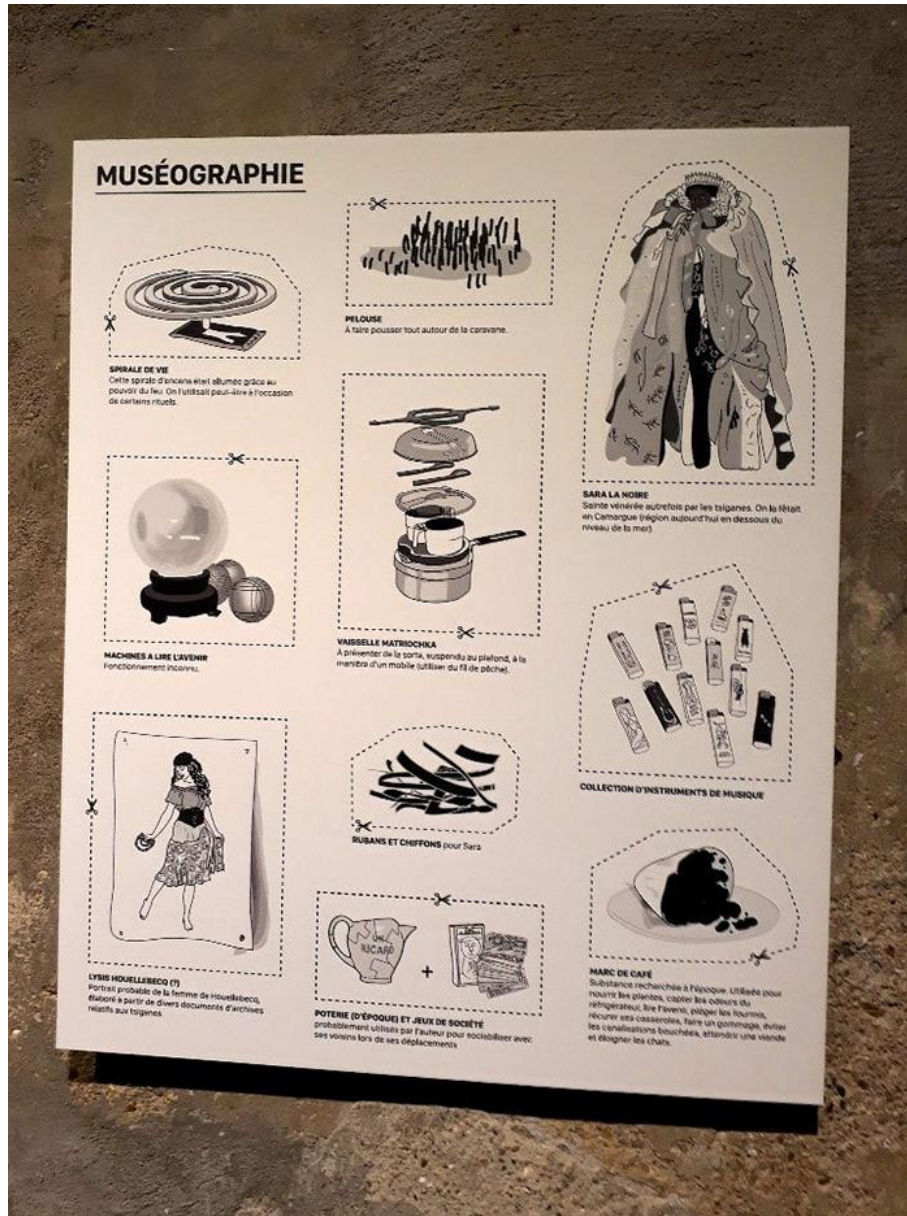 MUSÉOGRAPHIE
SPIRALE DE VIE
Cette spirale d'encens était allumée grâce au
pouvoir du feu. On l'utilisait peut-être à l'occasion
de certains rituels.
PELOUSE
À faire pousser tout autour de la caravane.
SARA LA NOIRE
Sainte vénérée autrefois par les tsiganes. On la fêtait
en Camargue (région aujourd'hui en dessous du
niveau de la mer).
MACHINES A LIRE L'AVENIR
Fonctionnement inconnu.
VAISSELLE MATRIOCHKA
À présenter de la sorte, suspendu au plafond, à la
manière d'un mobile (utiliser du fil de pêche).
COLLECTION D'INSTRUMENTS DE MUSIQUE
LYSIS HOUELLEBECQ (?)
Portrait probable de la femme de Houellebecq,
élaboré à partir de divers documents d'archives
relatifs aux tsiganes.
RUBANS ET CHIFFONS pour Sara
UN
RICARD
POTERIE (D'ÉPOQUE) ET JEUX DE SOCIÉTÉ
probablement utilisés par l'auteur pour sociabiliser avec
ses voisins lors de ses déplacements
MARC DE CAFÉ
Substance recherchée à l'époque. Utilisée pour
nourrir les plantes, capter les odeurs du
réfrigérateur, lire l'avenir, piéger les fourmis,
récurer ses casseroles, faire un gommage, éviter
les canalisations bouchées, attendrir une viande
et éloigner les chats.